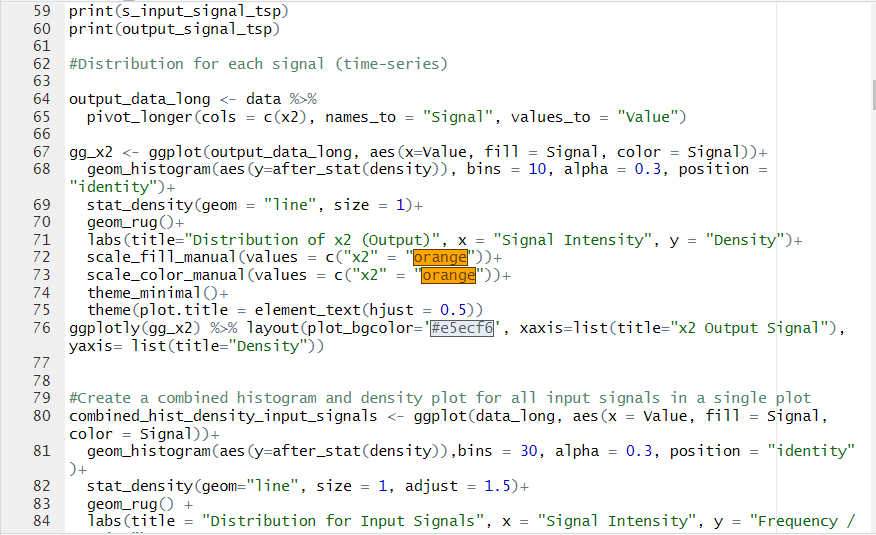 59 print(s_input_signal_tsp)
60 print(output_signal_tsp)
61
62 #Distribution for each signal (time-series)
63
64 output_data_long <- data %>%
65 pivot_longer(cols = c(x2), names_to = "Signal", values_to = "Value")
66
67 gg_x2 <- ggplot(output_data_long, aes(x=Value, fill = Signal, color = Signal))+
68 geom_histogram(aes(y=after_stat(density)), bins = 10, alpha = 0.3, position =
"identity")+
69 stat_density(geom = "line", size = 1)+
70 geom_rug()+
71 labs(title="Distribution of x2 (Output)", x = "Signal Intensity", y = "Density")+
72 scale_fill_manual(values = c("x2" = "orange"))+
73 scale_color_manual(values = c("x2" = "orange"))+
74 theme_minimal()+
75 theme(plot.title = element_text(hjust = 0.5))
76 ggplotly(gg_x2) %>% layout(plot_bgcolor='#e5ecf6', xaxis=list(title="x2 Output Signal"),
yaxis= list(title="Density"))
77
78
79 #Create a combined histogram and density plot for all input signals in a single plot
80 combined_hist_density_input_signals <- ggplot(data_long, aes(x = Value, fill = Signal,
color = Signal))+
81 geom_histogram(aes(y=after_stat(density)),bins = 30, alpha = 0.3, position = "identity"
)+
82 stat_density(geom="line", size = 1, adjust = 1.5)+
83 geom_rug() +
84 labs(title = "Distribution for Input Signals", x = "Signal Intensity", y = "Frequency /